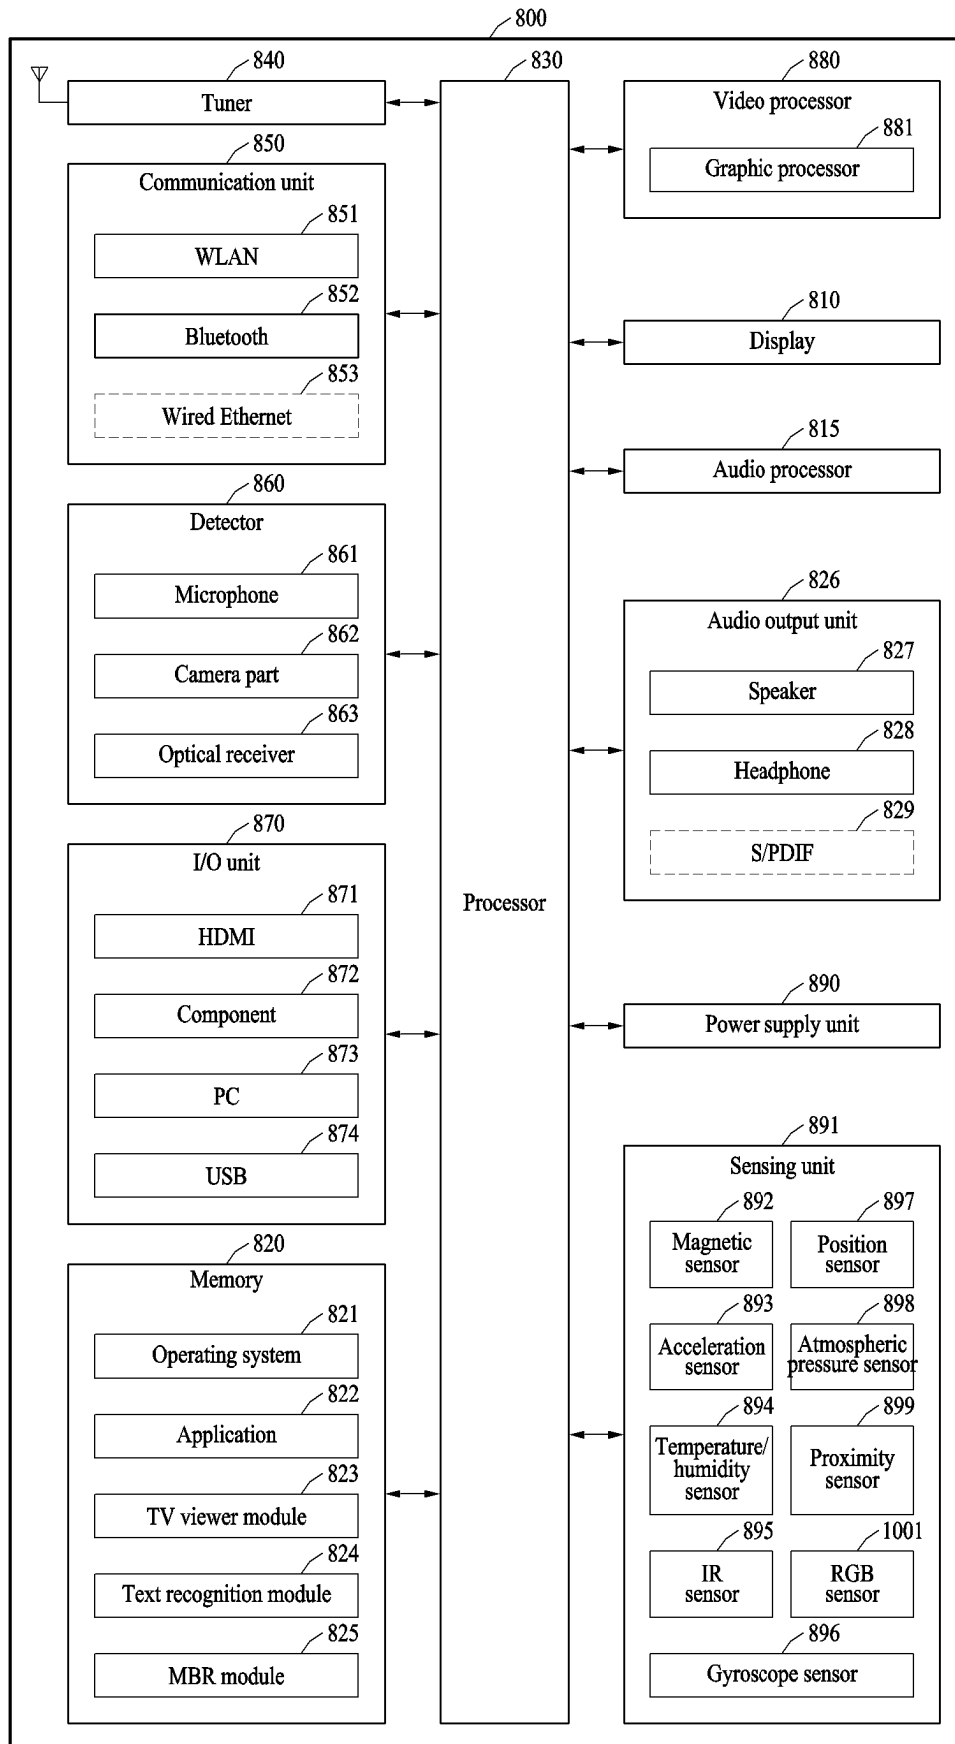 800
840
Tuner
850
Communication unit
851
WLAN
852
Bluetooth
853
Wired Ethernet
860
Detector
861
Microphone
862
Camera part
863
Optical receiver
870
I/O unit
871
HDMI
872
Component
873
PC
874
USB
820
Memory
821
Operating system
822
Application
823
TV viewer module
824
Text recognition module
825
MBR module
830
Processor
880
Video processor
881
Graphic processor
810
Display
815
Audio processor
826
Audio output unit
827
Speaker
828
Headphone
829
S/PDIF
890
Power supply unit
891
Sensing unit
892
Magnetic
sensor
897
Position
sensor
893
Acceleration
sensor
898
Atmospheric
pressure sensor
894
Temperature/
humidity
sensor
899
Proximity
sensor
895
IR
sensor
1001
RGB
sensor
896
Gyroscope sensor